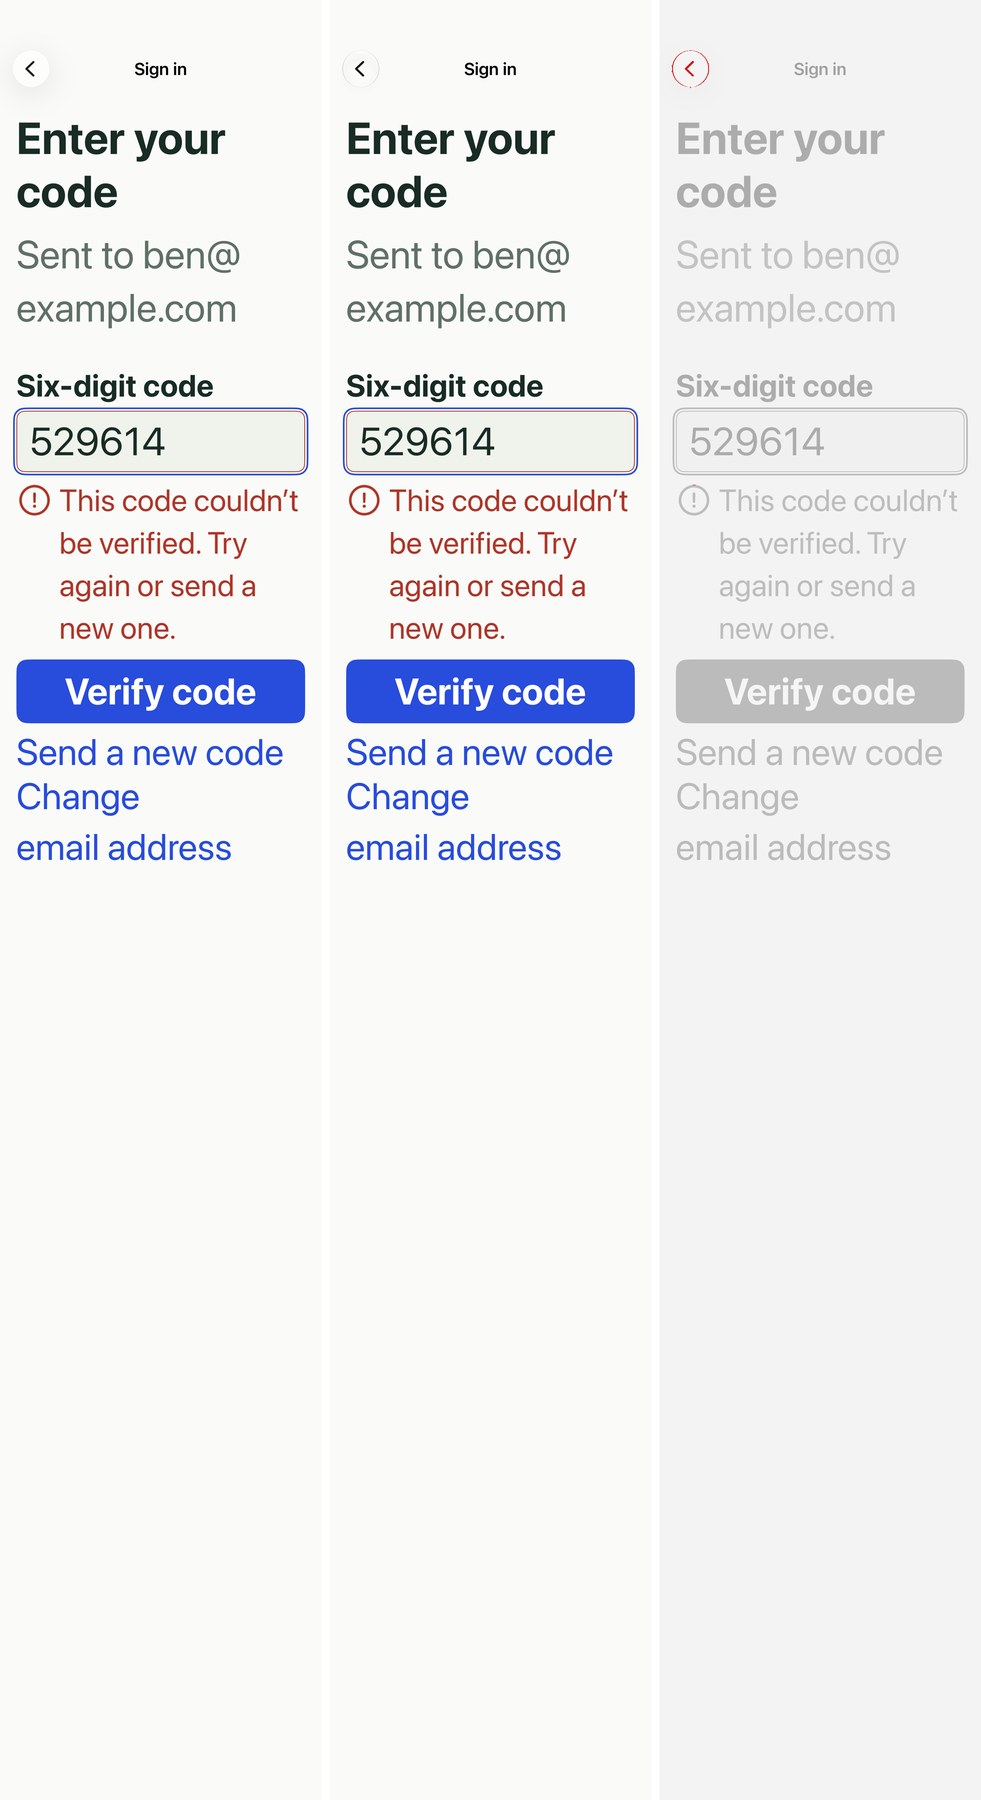 Sign in
Enter your
code
Sent to ben@
example.com
Six-digit code
529614
This code couldn’t
be verified. Try
again or send a
new one.
Verify code
Send a new code
Change
email address
Sign in
Enter your
code
Sent to ben@
example.com
Six-digit code
529614
This code couldn’t
be verified. Try
again or send a
new one.
Verify code
Send a new code
Change
email address
Sign in
Enter your
code
Sent to ben@
example.com
Six-digit code
529614
This code couldn’t
be verified. Try
again or send a
new one.
Verify code
Send a new code
Change
email address